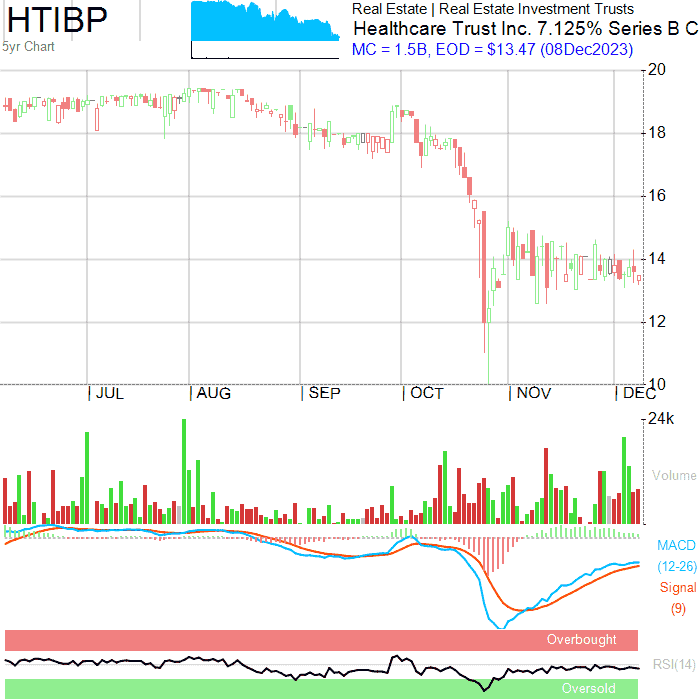 HTIBP
5yr Chart
Real Estate | Real Estate Investment Trusts
Healthcare Trust Inc. 7.125% Series B C
MC = 1.5B, EOD = $13.47 (08Dec2023)
20
18
16
14
12
10
JUL AUG SEP OCT NOV DEC
24k
Volume
MACD
(12-26)
Signal
(9)
Overbought
RSI(14)
Oversold